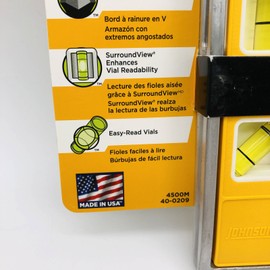 Bord à rainure en V
Armazón con
extremos angostados
SurroundView®
Enhances
Vial Readability
Lecture des fioles aisée
grâce à SurroundView®
SurroundView® realza
la lectura de las burbujas
Easy-Read Vials
Fioles faciles à lire
Búrbujas de fácil lectura
MADE IN USA
4500M
40-0209
JOHNSON